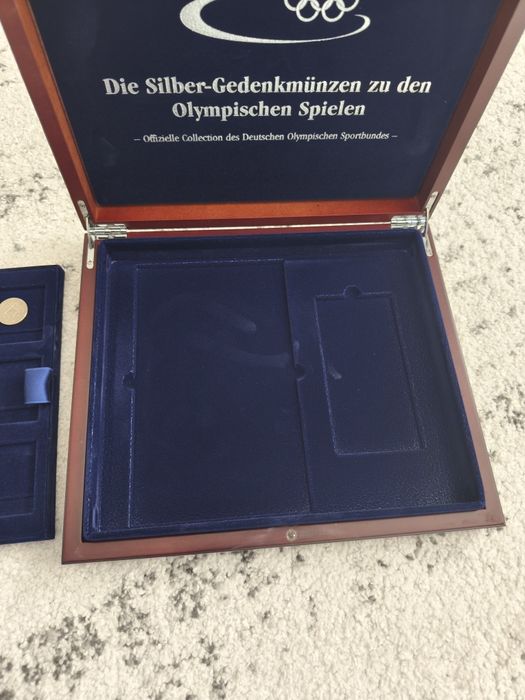 Die Silber-Gedenkmünzen zu den
Olympischen Spielen
– Offizielle Collection des Deutschen Olympischen Sportbundes –